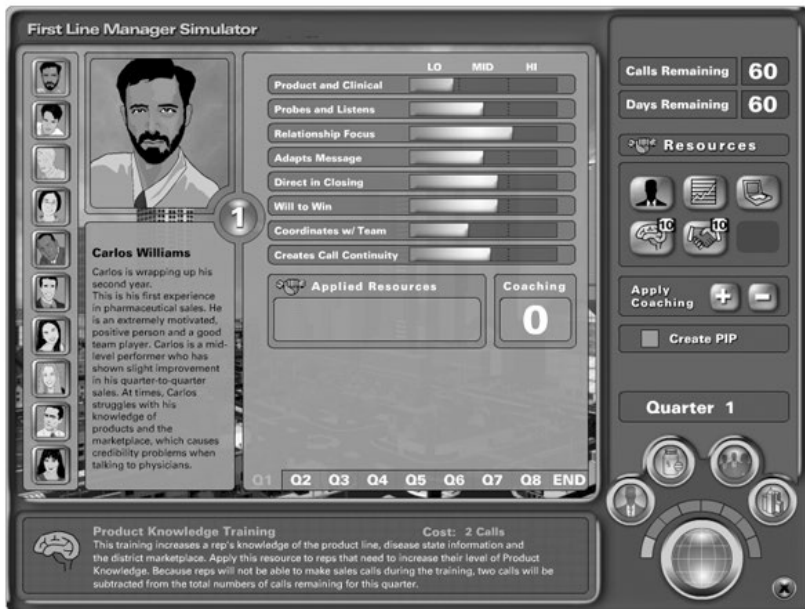 First Line Manager Simulator
LO MID HI
Product and Clinical
Probes and Listens
Relationship Focus
Adapts Message
Direct in Closing
Will to Win
Coordinates w/ Team
Creates Call Continuity
1
Carlos Williams
Carlos is wrapping up his
second year.
This is his first experience
in pharmaceutical sales. He
is an extremely motivated,
positive person and a good
team player. Carlos is a mid-
level performer who has
shown slight improvement
in his quarter-to-quarter
sales. At times, Carlos
struggles with his
knowledge of
products and the
marketplace, which causes
credibility problems when
talking to physicians.
Applied Resources
Coaching
0
Q1 Q2 Q3 Q4 Q5 Q6 Q7 Q8 END
Calls Remaining 60
Days Remaining 60
Resources
10 10
Apply
Coaching + −
Create PIP
Quarter 1
Product Knowledge Training Cost: 2 Calls
This training increases a rep's knowledge of the product line, disease state information and
the district marketplace. Apply this resource to reps that need to increase their level of Product
Knowledge. Because reps will not be able to make sales calls during the training, two calls will be
subtracted from the total numbers of calls remaining for this quarter.
X